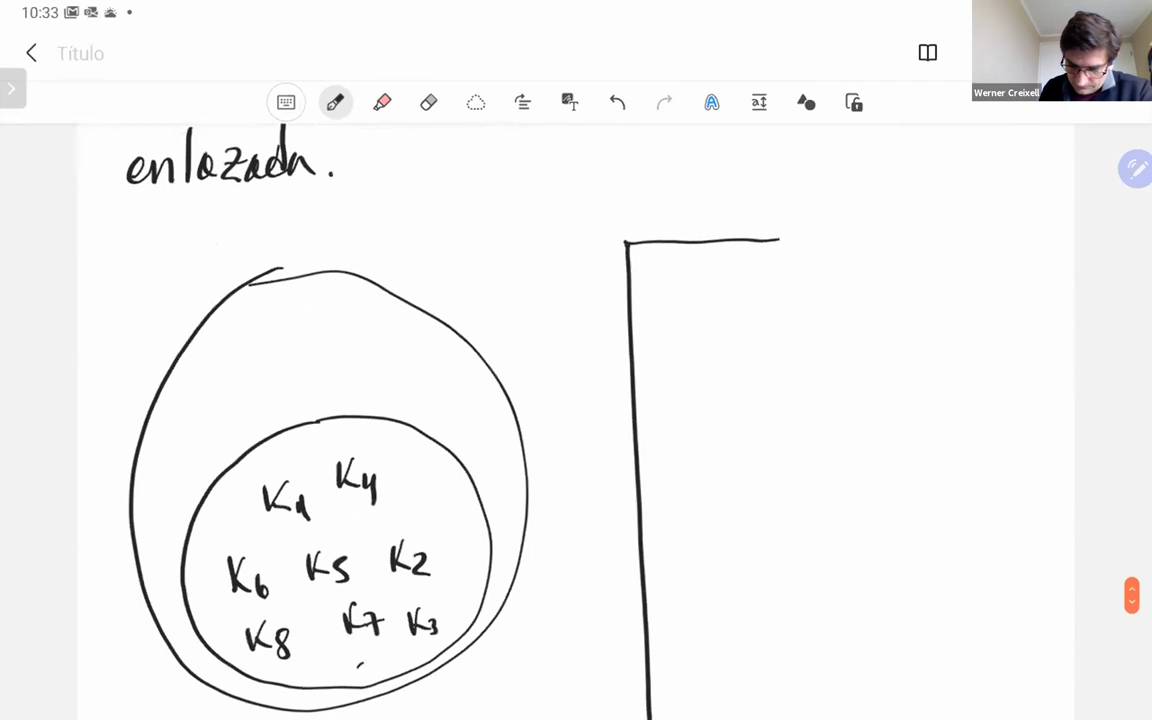 10:33
Título
Werner Creixell
enlazada.
K1 K4
K6 K5 K2
K8 K7 K3